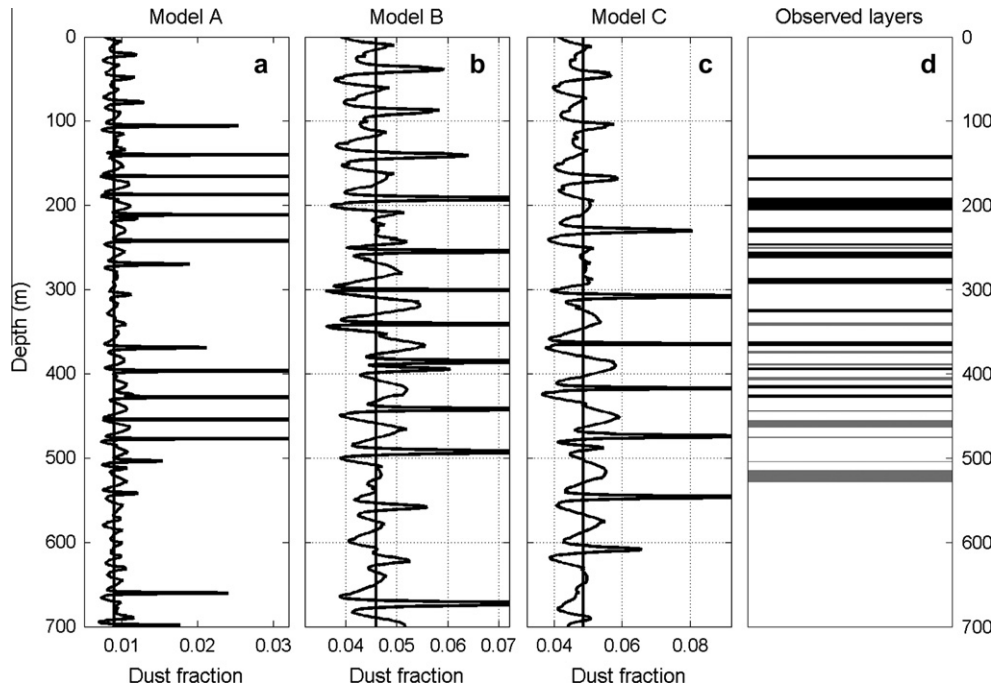 Model A Model B Model C Observed layers
0 a b c d 0
100 100
200 200
300 300
400 400
500 500
600 600
700 700
Depth (m)
0.01 0.02 0.03 0.04 0.05 0.06 0.07 0.04 0.06 0.08
Dust fraction Dust fraction Dust fraction